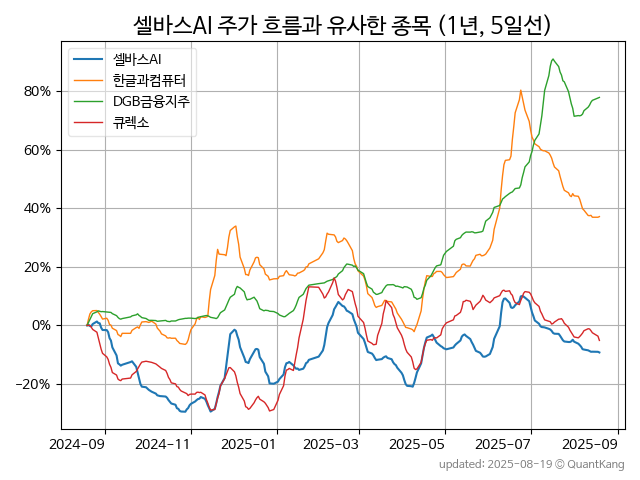 셀바스AI 주가 흐름과 유사한 종목 (1년, 5일선)
셀바스AI
한글과컴퓨터
DGB금융지주
큐렉소
80%
60%
40%
20%
0%
−20%
2024-09 2024-11 2025-01 2025-03 2025-05 2025-07 2025-09
updated: 2025-08-19 © QuantKang